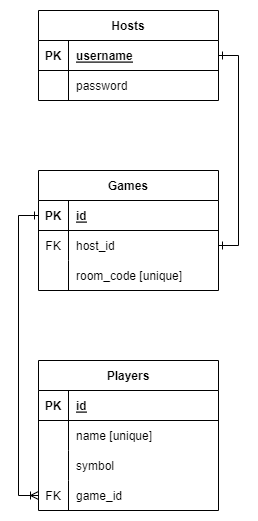 Hosts
PK username
password
Games
PK id
FK host_id
room_code [unique]
Players
PK id
name [unique]
symbol
FK game_id